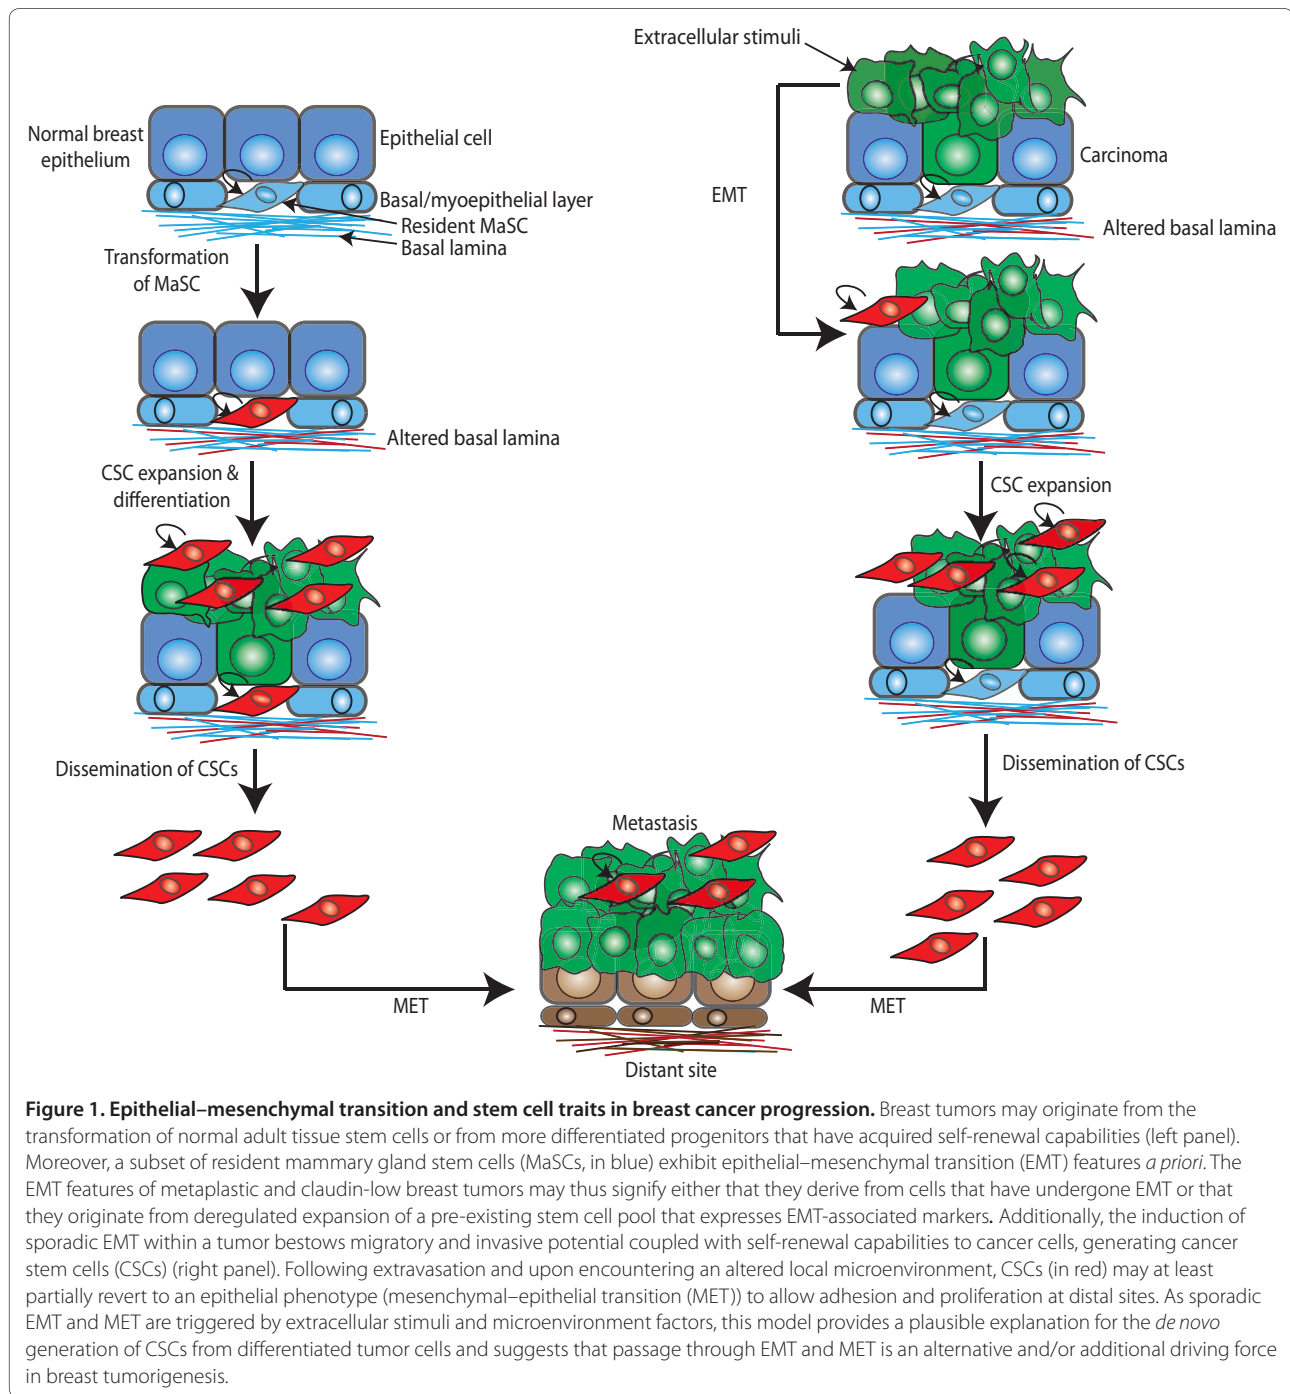 Extracellular stimuli
Normal breast
epithelium
Epithelial cell
Basal/myoepithelial layer
Resident MaSC
Basal lamina
Transformation
of MaSC
Altered basal lamina
CSC expansion &
differentiation
Dissemination of CSCs
MET
Carcinoma
EMT
Altered basal lamina
CSC expansion
Dissemination of CSCs
MET
Metastasis
Distant site
Figure 1. Epithelial–mesenchymal transition and stem cell traits in breast cancer progression. Breast tumors may originate from the
transformation of normal adult tissue stem cells or from more differentiated progenitors that have acquired self-renewal capabilities (left panel).
Moreover, a subset of resident mammary gland stem cells (MaSCs, in blue) exhibit epithelial–mesenchymal transition (EMT) features a priori. The
EMT features of metaplastic and claudin-low breast tumors may thus signify either that they derive from cells that have undergone EMT or that
they originate from deregulated expansion of a pre-existing stem cell pool that expresses EMT-associated markers. Additionally, the induction of
sporadic EMT within a tumor bestows migratory and invasive potential coupled with self-renewal capabilities to cancer cells, generating cancer
stem cells (CSCs) (right panel). Following extravasation and upon encountering an altered local microenvironment, CSCs (in red) may at least
partially revert to an epithelial phenotype (mesenchymal–epithelial transition (MET)) to allow adhesion and proliferation at distal sites. As sporadic
EMT and MET are triggered by extracellular stimuli and microenvironment factors, this model provides a plausible explanation for the de novo
generation of CSCs from differentiated tumor cells and suggests that passage through EMT and MET is an alternative and/or additional driving force
in breast tumorigenesis.